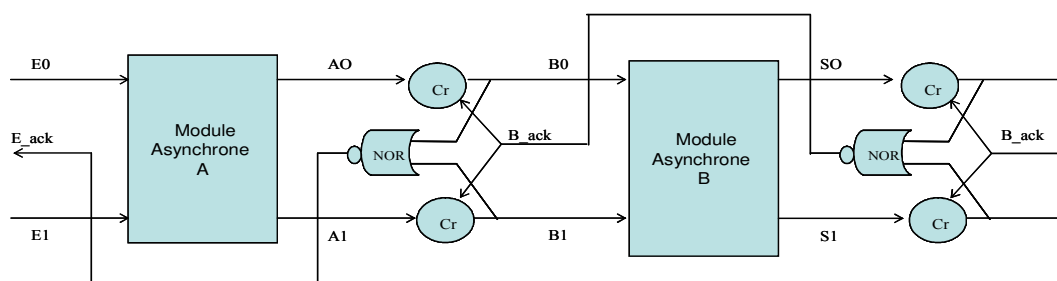 E0
AO
Cr
B0
SO
Cr
E_ack
Module
Asynchrone
A
NOR
B_ack
Module
Asynchrone
B
NOR
B_ack
E1
A1
Cr
B1
S1
Cr